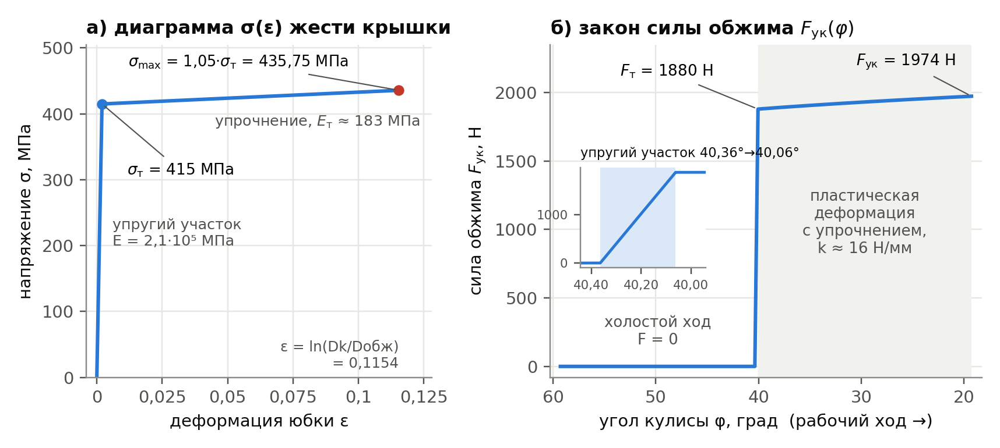 а) диаграмма σ(ε) жести крышки
500
400
300
200
100
0
напряжение σ, МПа
σmax = 1,05·σт = 435,75 МПа
упрочнение, Eт ≈ 183 МПа
σт = 415 МПа
упругий участок
E = 2,1·10⁵ МПа
ε = ln(Dk/Dобж)
= 0,1154
0
0,025
0,05
0,075
0,1
0,125
деформация юбки ε
б) закон силы обжима Fук(φ)
2000
1500
1000
500
0
сила обжима Fук, Н
Fт = 1880 Н
Fук = 1974 Н
упругий участок 40,36°→40,06°
1000
0
40,40
40,20
40,00
пластическая
деформация
с упрочнением,
k ≈ 16 Н/мм
холостой ход
F = 0
60
50
40
30
20
угол кулисы φ, град (рабочий ход →)